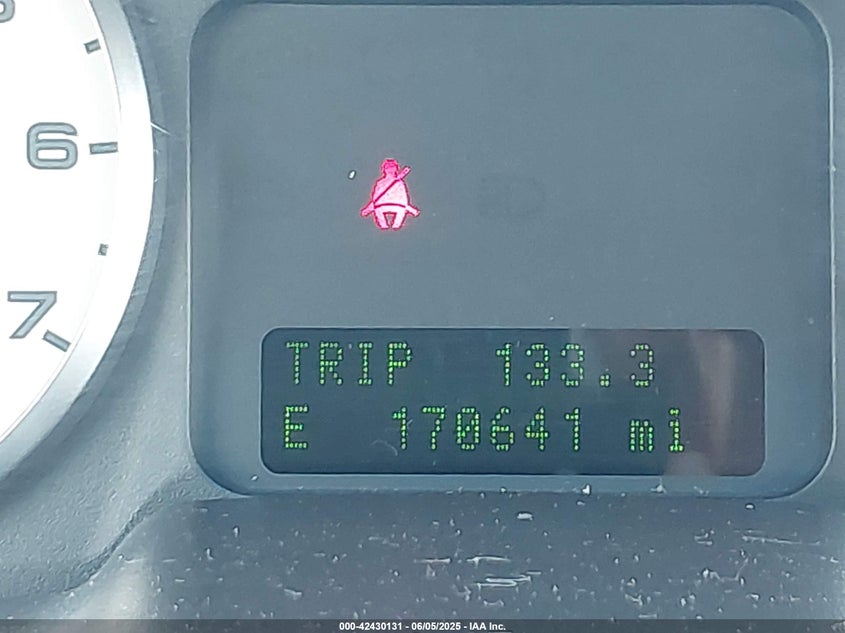 6
7
TRIP 133.3
E 170641 mi
000-42430131 - 06/05/2025 - IAA Inc.